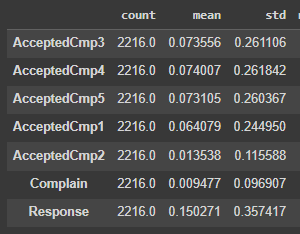 count mean std
AcceptedCmp3 2216.0 0.073556 0.261106
AcceptedCmp4 2216.0 0.074007 0.261842
AcceptedCmp5 2216.0 0.073105 0.260367
AcceptedCmp1 2216.0 0.064079 0.244950
AcceptedCmp2 2216.0 0.013538 0.115588
Complain 2216.0 0.009477 0.096907
Response 2216.0 0.150271 0.357417